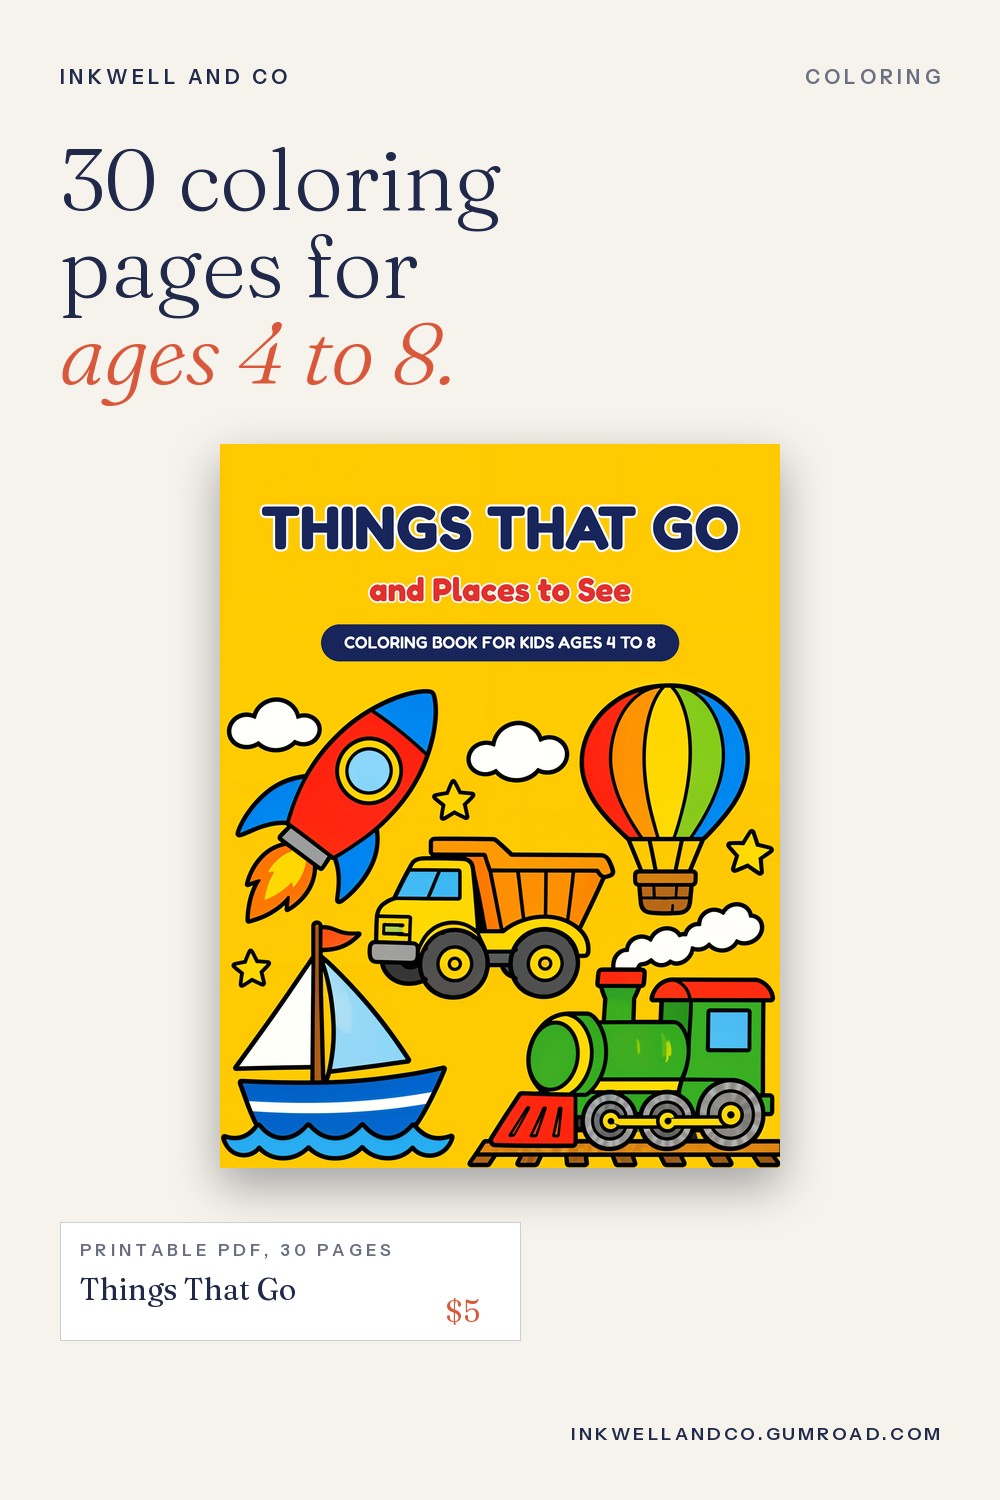 INKWELL AND CO
COLORING
30 coloring
pages for
ages 4 to 8.
THINGS THAT GO
and Places to See
COLORING BOOK FOR KIDS AGES 4 TO 8
PRINTABLE PDF, 30 PAGES
Things That Go
$5
INKWELLANDCO.GUMROAD.COM